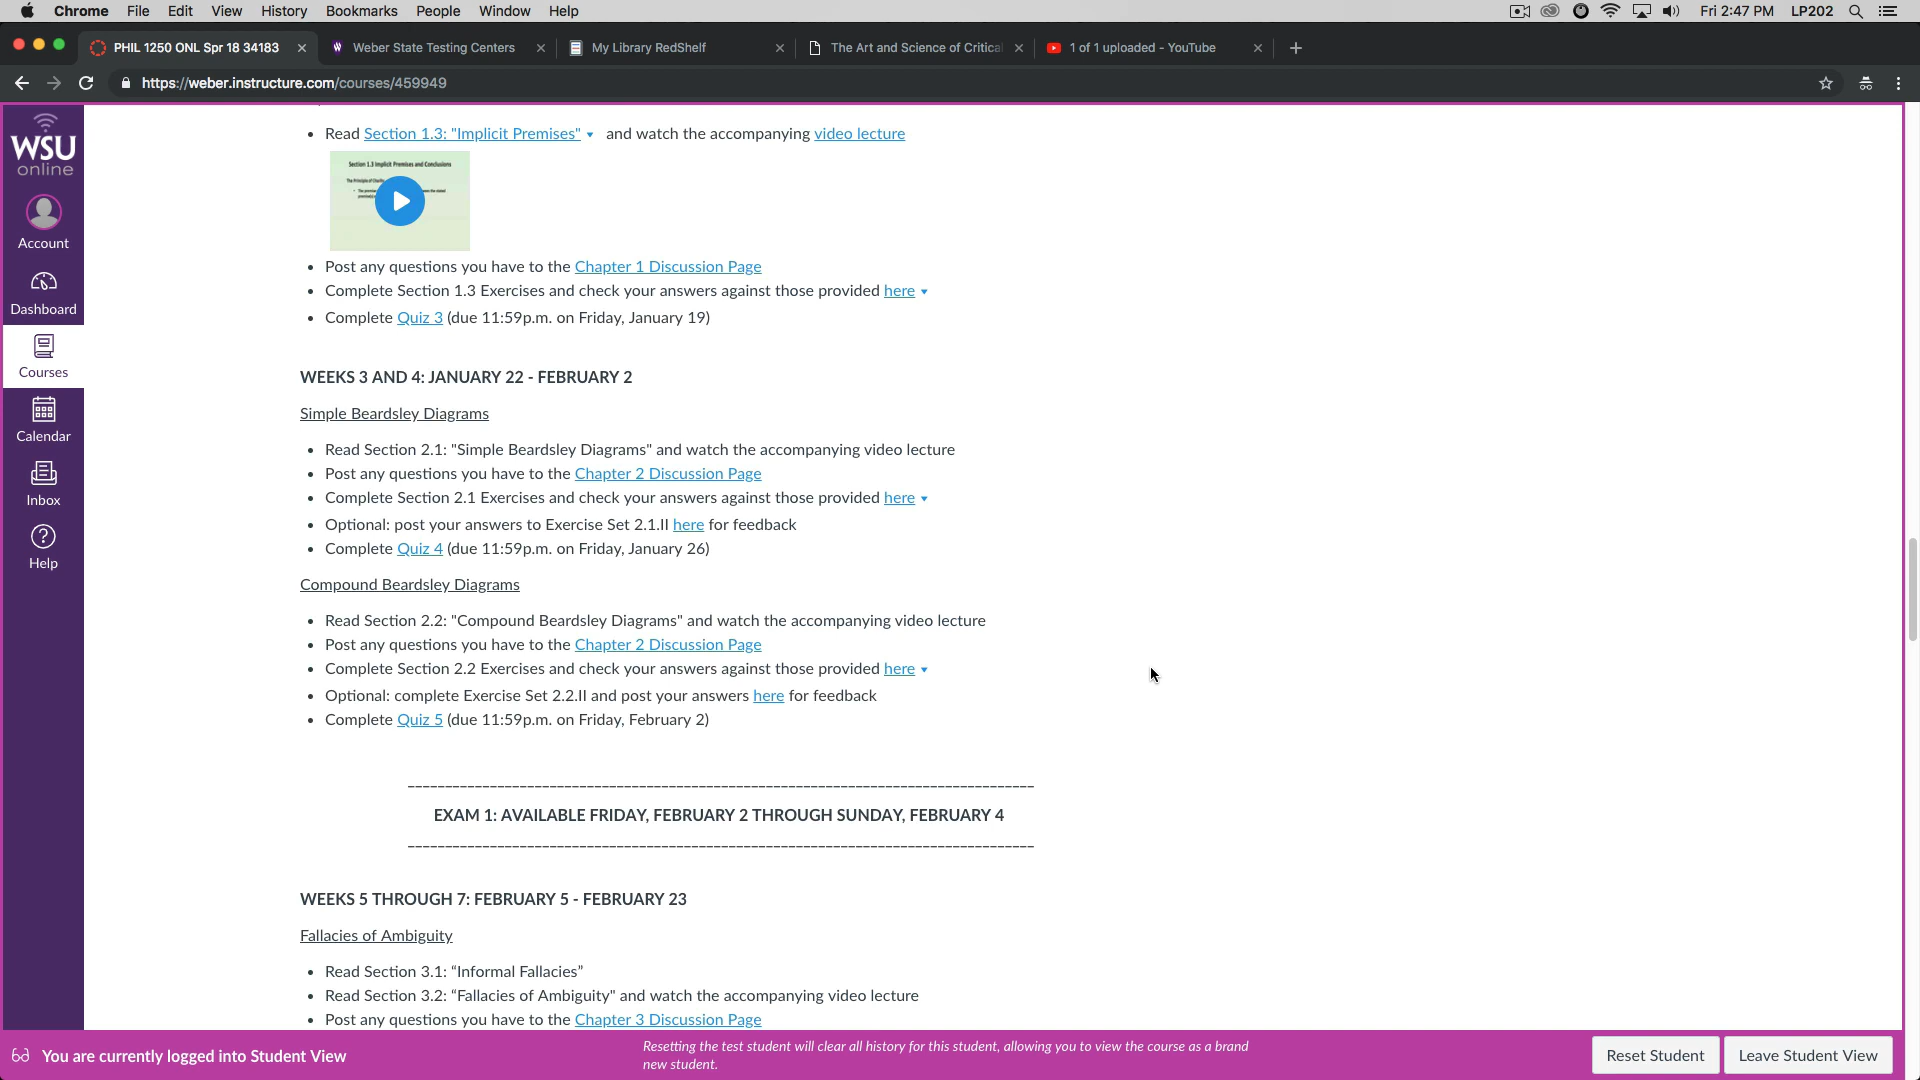 Chrome File Edit View History Bookmarks People Window Help Fri 2:47 PM LP202
PHIL 1250 ONL Spr 18 34183 Weber State Testing Centers My Library RedShelf The Art and Science of Critical 1 of 1 uploaded - YouTube
https://weber.instructure.com/courses/459949
WSU
online
Account
Dashboard
Courses
Calendar
Inbox
Help
• Read Section 1.3: "Implicit Premises" and watch the accompanying video lecture
Section 1.3 Implicit Premises and Conclusions
The Principle of Charity
• Post any questions you have to the Chapter 1 Discussion Page
• Complete Section 1.3 Exercises and check your answers against those provided here
• Complete Quiz 3 (due 11:59p.m. on Friday, January 19)
WEEKS 3 AND 4: JANUARY 22 - FEBRUARY 2
Simple Beardsley Diagrams
• Read Section 2.1: "Simple Beardsley Diagrams" and watch the accompanying video lecture
• Post any questions you have to the Chapter 2 Discussion Page
• Complete Section 2.1 Exercises and check your answers against those provided here
• Optional: post your answers to Exercise Set 2.1.II here for feedback
• Complete Quiz 4 (due 11:59p.m. on Friday, January 26)
Compound Beardsley Diagrams
• Read Section 2.2: "Compound Beardsley Diagrams" and watch the accompanying video lecture
• Post any questions you have to the Chapter 2 Discussion Page
• Complete Section 2.2 Exercises and check your answers against those provided here
• Optional: complete Exercise Set 2.2.II and post your answers here for feedback
• Complete Quiz 5 (due 11:59p.m. on Friday, February 2)
EXAM 1: AVAILABLE FRIDAY, FEBRUARY 2 THROUGH SUNDAY, FEBRUARY 4
WEEKS 5 THROUGH 7: FEBRUARY 5 - FEBRUARY 23
Fallacies of Ambiguity
• Read Section 3.1: “Informal Fallacies”
• Read Section 3.2: “Fallacies of Ambiguity" and watch the accompanying video lecture
• Post any questions you have to the Chapter 3 Discussion Page
You are currently logged into Student View
Resetting the test student will clear all history for this student, allowing you to view the course as a brand
new student.
Reset Student Leave Student View